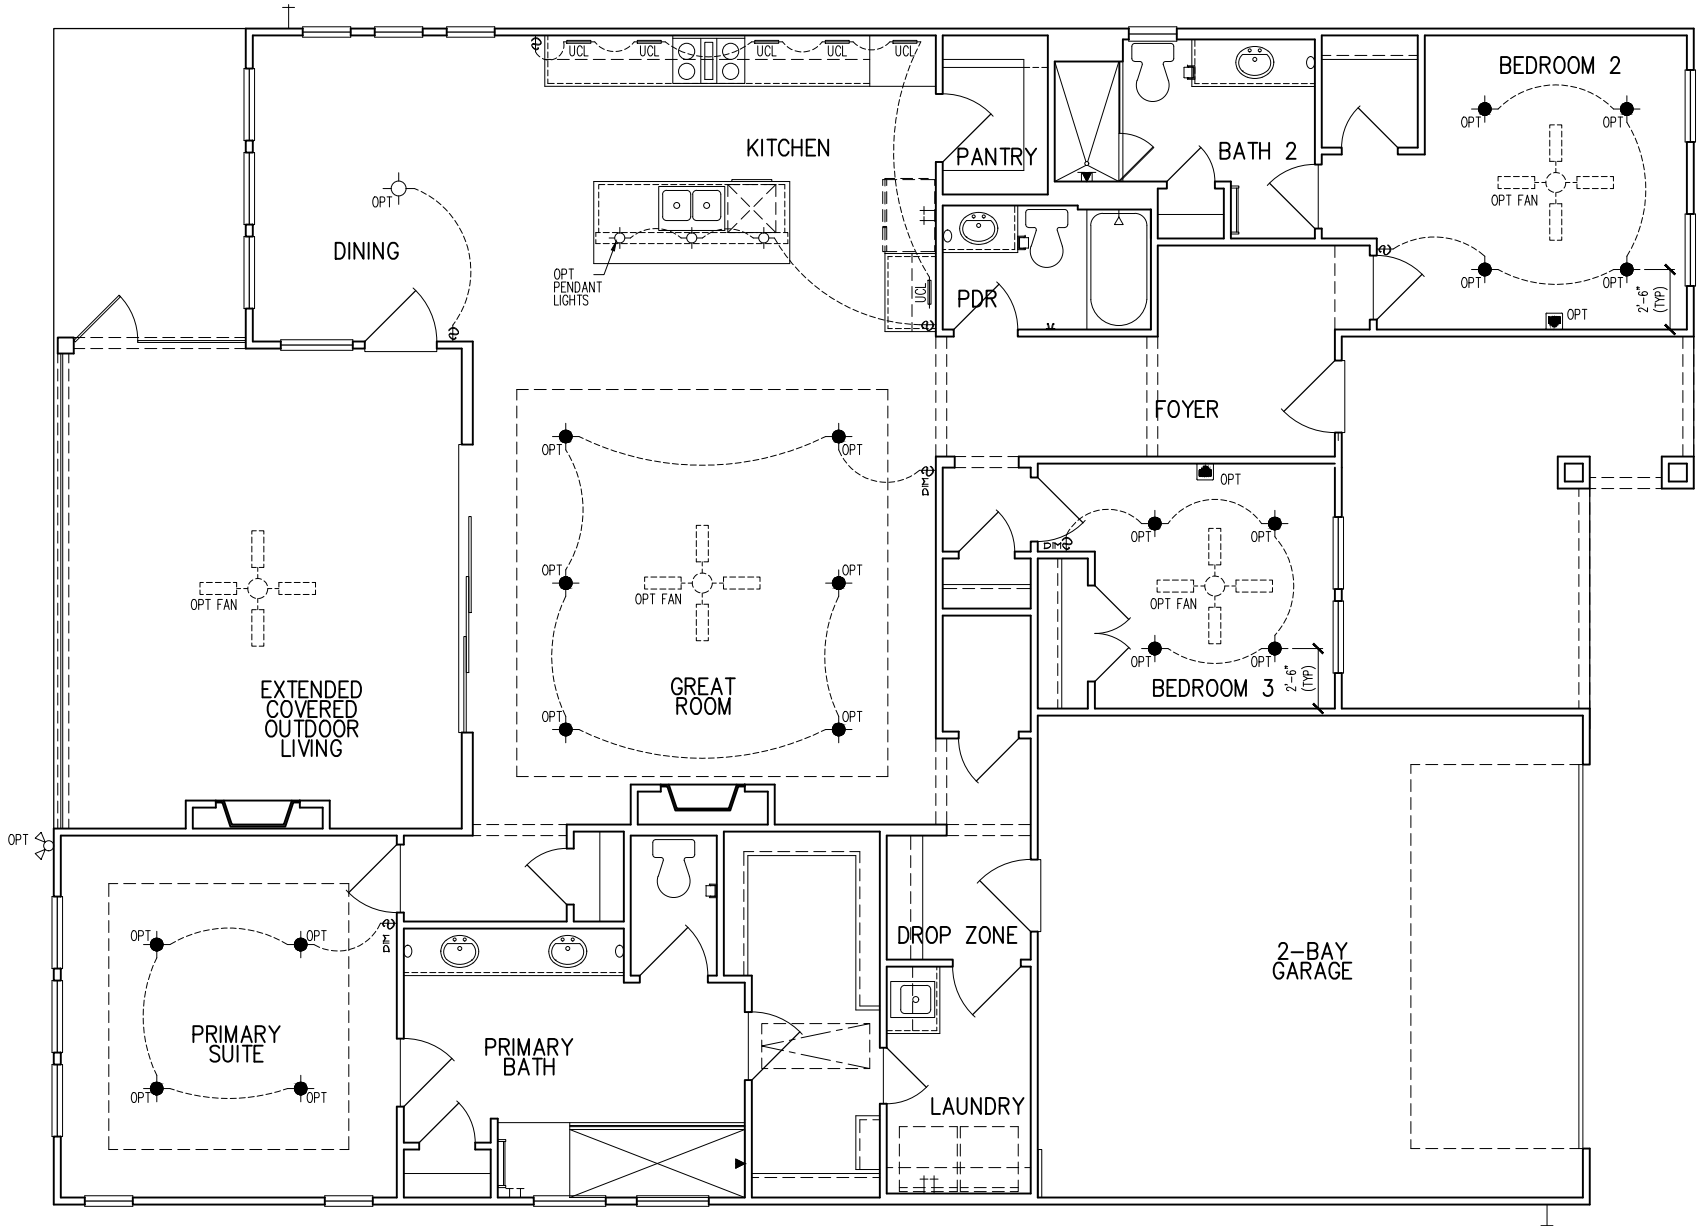 UCL
UCL
UCL
UCL
UCL
BEDROOM 2
OPT
OPT
KITCHEN
PANTRY
BATH 2
OPT
OPT FAN
DINING
OPT
PENDANT
LIGHTS
UCL
PDR
OPT
OPT
2'-6"
(TYP)
OPT
FOYER
OPT
OPT
DIM
OPT
OPT
OPT
DIM
OPT
OPT
OPT FAN
OPT FAN
OPT FAN
OPT
OPT
2'-6"
(TYP)
BEDROOM 3
EXTENDED
COVERED
OUTDOOR
LIVING
GREAT
ROOM
OPT
OPT
OPT
OPT
OPT
DIM
DROP ZONE
2-BAY
GARAGE
PRIMARY
SUITE
PRIMARY
BATH
OPT
OPT
LAUNDRY